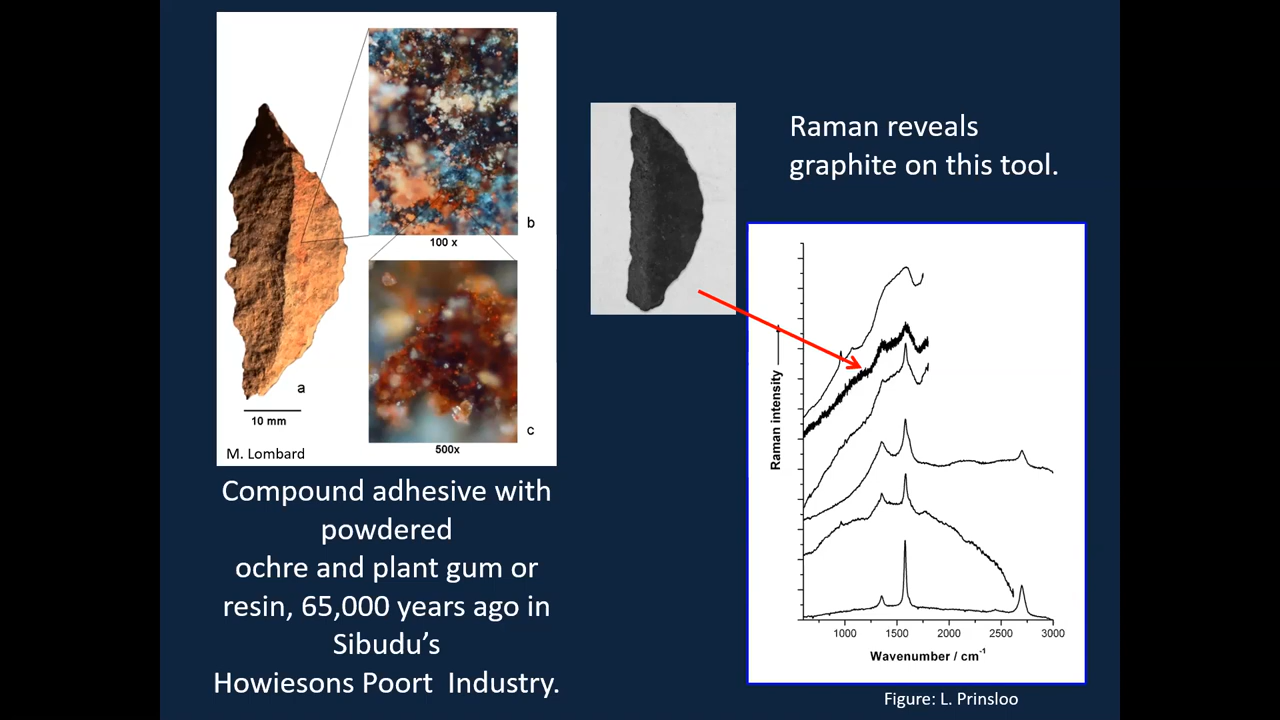 b
100 x
a
10 mm
c
500x
M. Lombard
Compound adhesive with
powdered
ochre and plant gum or
resin, 65,000 years ago in
Sibudu’s
Howiesons Poort Industry.
Raman reveals
graphite on this tool.
Raman intensity
1000 1500 2000 2500 3000
Wavenumber / cm-1
Figure: L. Prinsloo